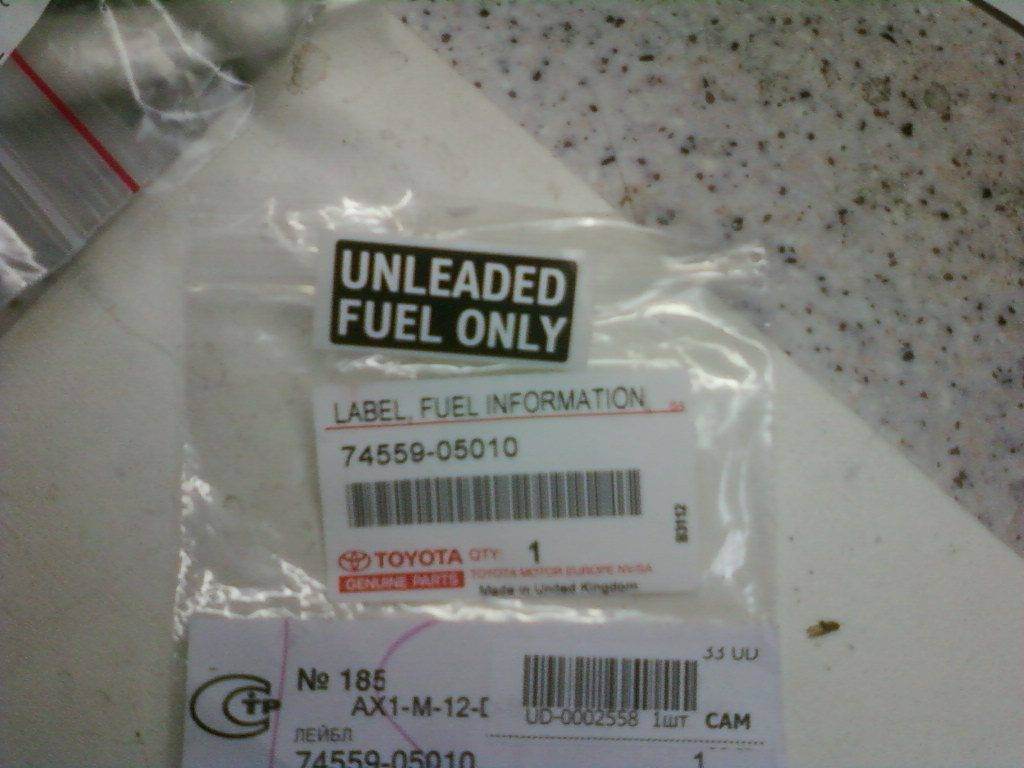 UNLEADED
FUEL ONLY
LABEL, FUEL INFORMATION,
74559-05010
83112
TOYOTA QTY: 1
GENUINE PARTS TOYOTA MOTOR EUROPE NV/SA
Made in United Kingdom
33 UD
№ 185
AX1-M-12-
UD-0002558 1шт САМ
ЛЕЙБЛ
74559-05010 1